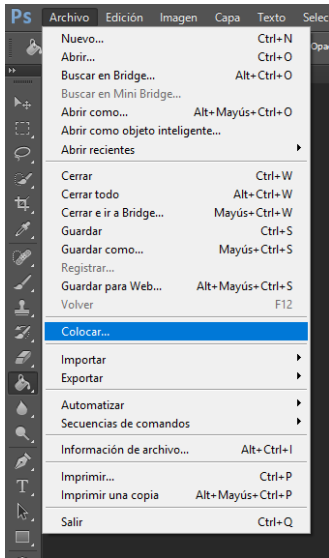 Ps Archivo Edición Imagen Capa Texto Selec
Nuevo... Ctrl+N
Abrir... Ctrl+O
Buscar en Bridge... Alt+Ctrl+O
Buscar en Mini Bridge...
Abrir como... Alt+Mayús+Ctrl+O
Abrir como objeto inteligente...
Abrir recientes
Cerrar Ctrl+W
Cerrar todo Alt+Ctrl+W
Cerrar e ir a Bridge... Mayús+Ctrl+W
Guardar Ctrl+S
Guardar como... Mayús+Ctrl+S
Registrar...
Guardar para Web... Alt+Mayús+Ctrl+S
Volver F12
Colocar...
Importar
Exportar
Automatizar
Secuencias de comandos
Información de archivo... Alt+Ctrl+I
Imprimir... Ctrl+P
Imprimir una copia Alt+Mayús+Ctrl+P
Salir Ctrl+Q
Opa
T